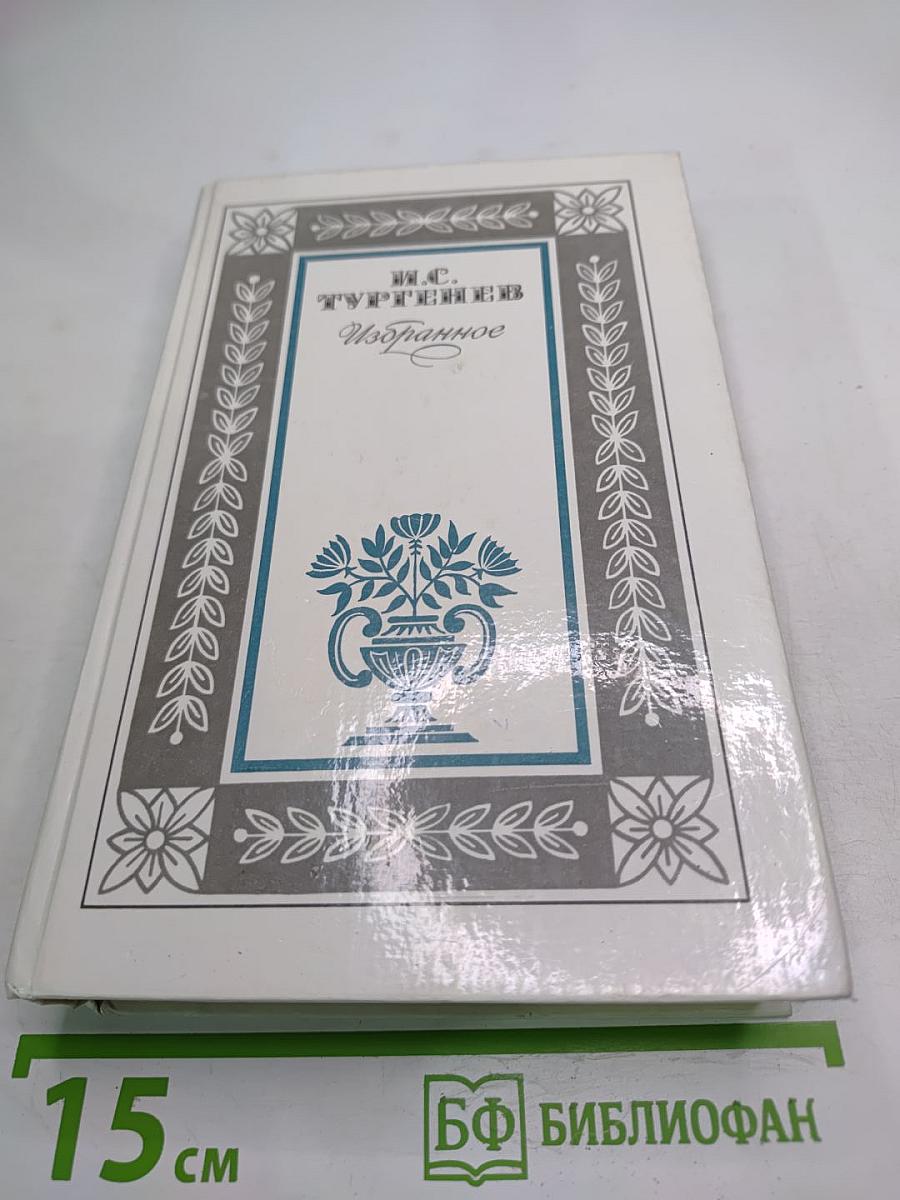 И.С.
ТУРГЕНЕВ
Избранное
15 см
БФ БИБЛИОФАН